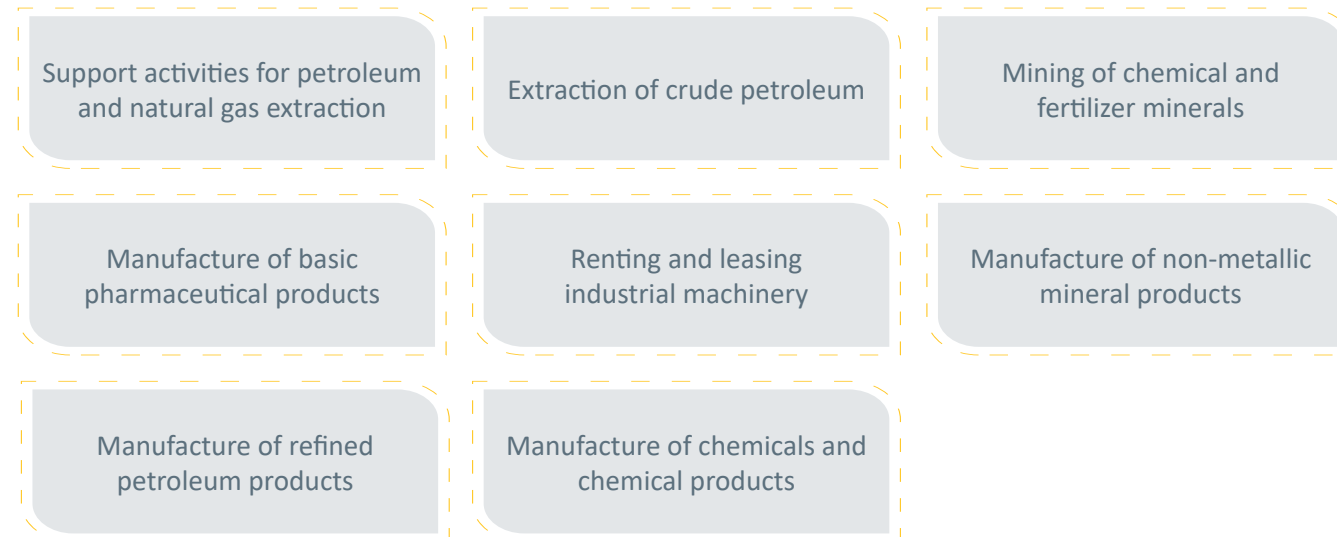 Support activities for petroleum
and natural gas extraction
Extraction of crude petroleum
Mining of chemical and
fertilizer minerals
Manufacture of basic
pharmaceutical products
Renting and leasing
industrial machinery
Manufacture of non-metallic
mineral products
Manufacture of refined
petroleum products
Manufacture of chemicals and
chemical products